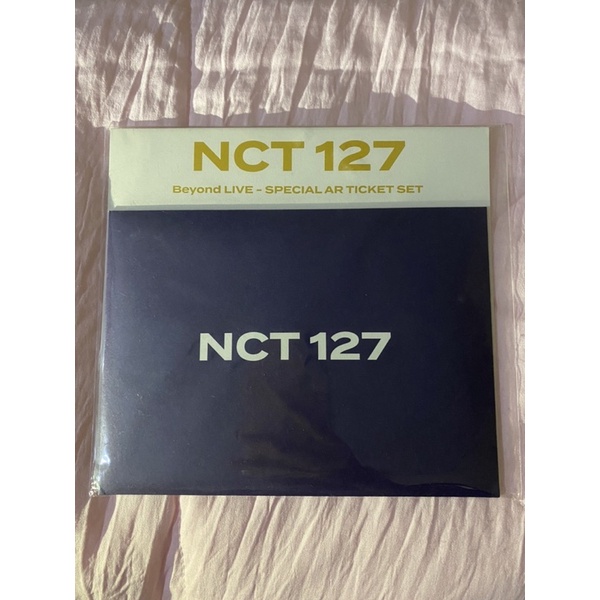 NCT 127
Beyond LIVE - SPECIAL AR TICKET SET
NCT 127